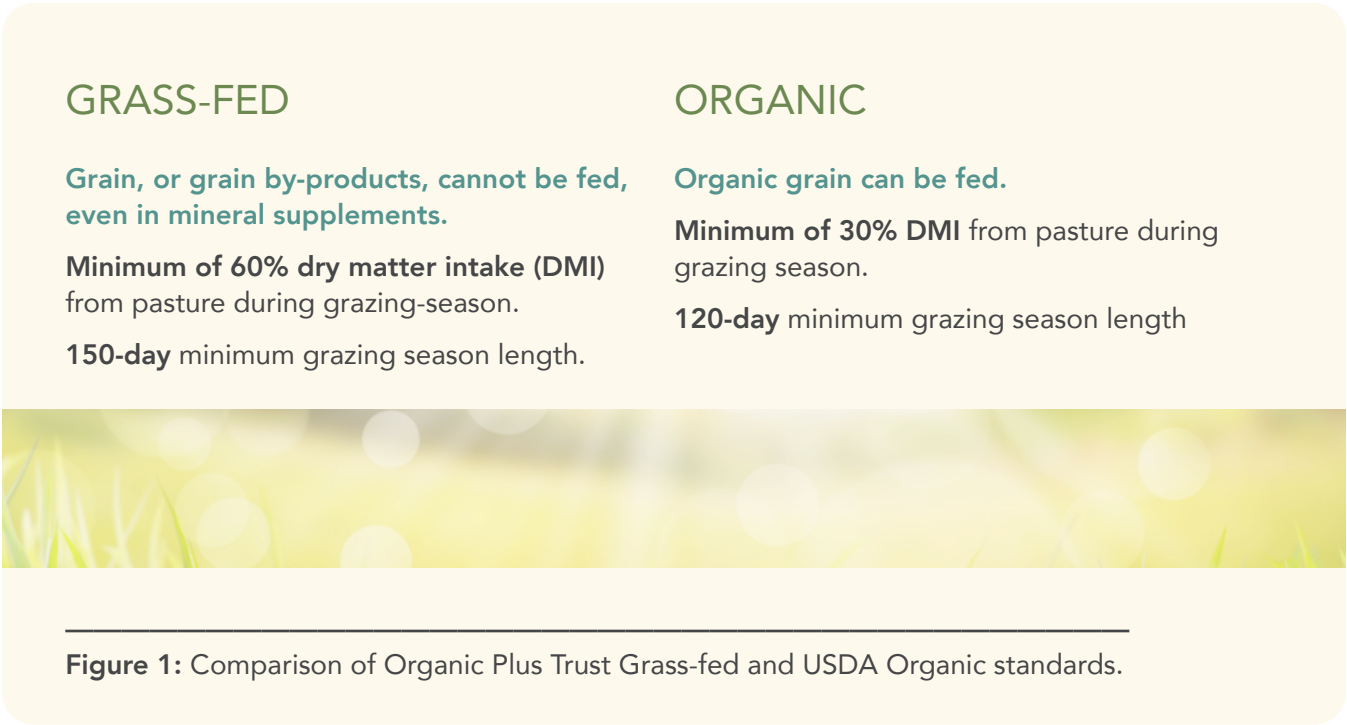 GRASS-FED
Grain, or grain by-products, cannot be fed,
even in mineral supplements.
Minimum of 60% dry matter intake (DMI)
from pasture during grazing-season.
150-day minimum grazing season length.
ORGANIC
Organic grain can be fed.
Minimum of 30% DMI from pasture during
grazing season.
120-day minimum grazing season length
Figure 1: Comparison of Organic Plus Trust Grass-fed and USDA Organic standards.